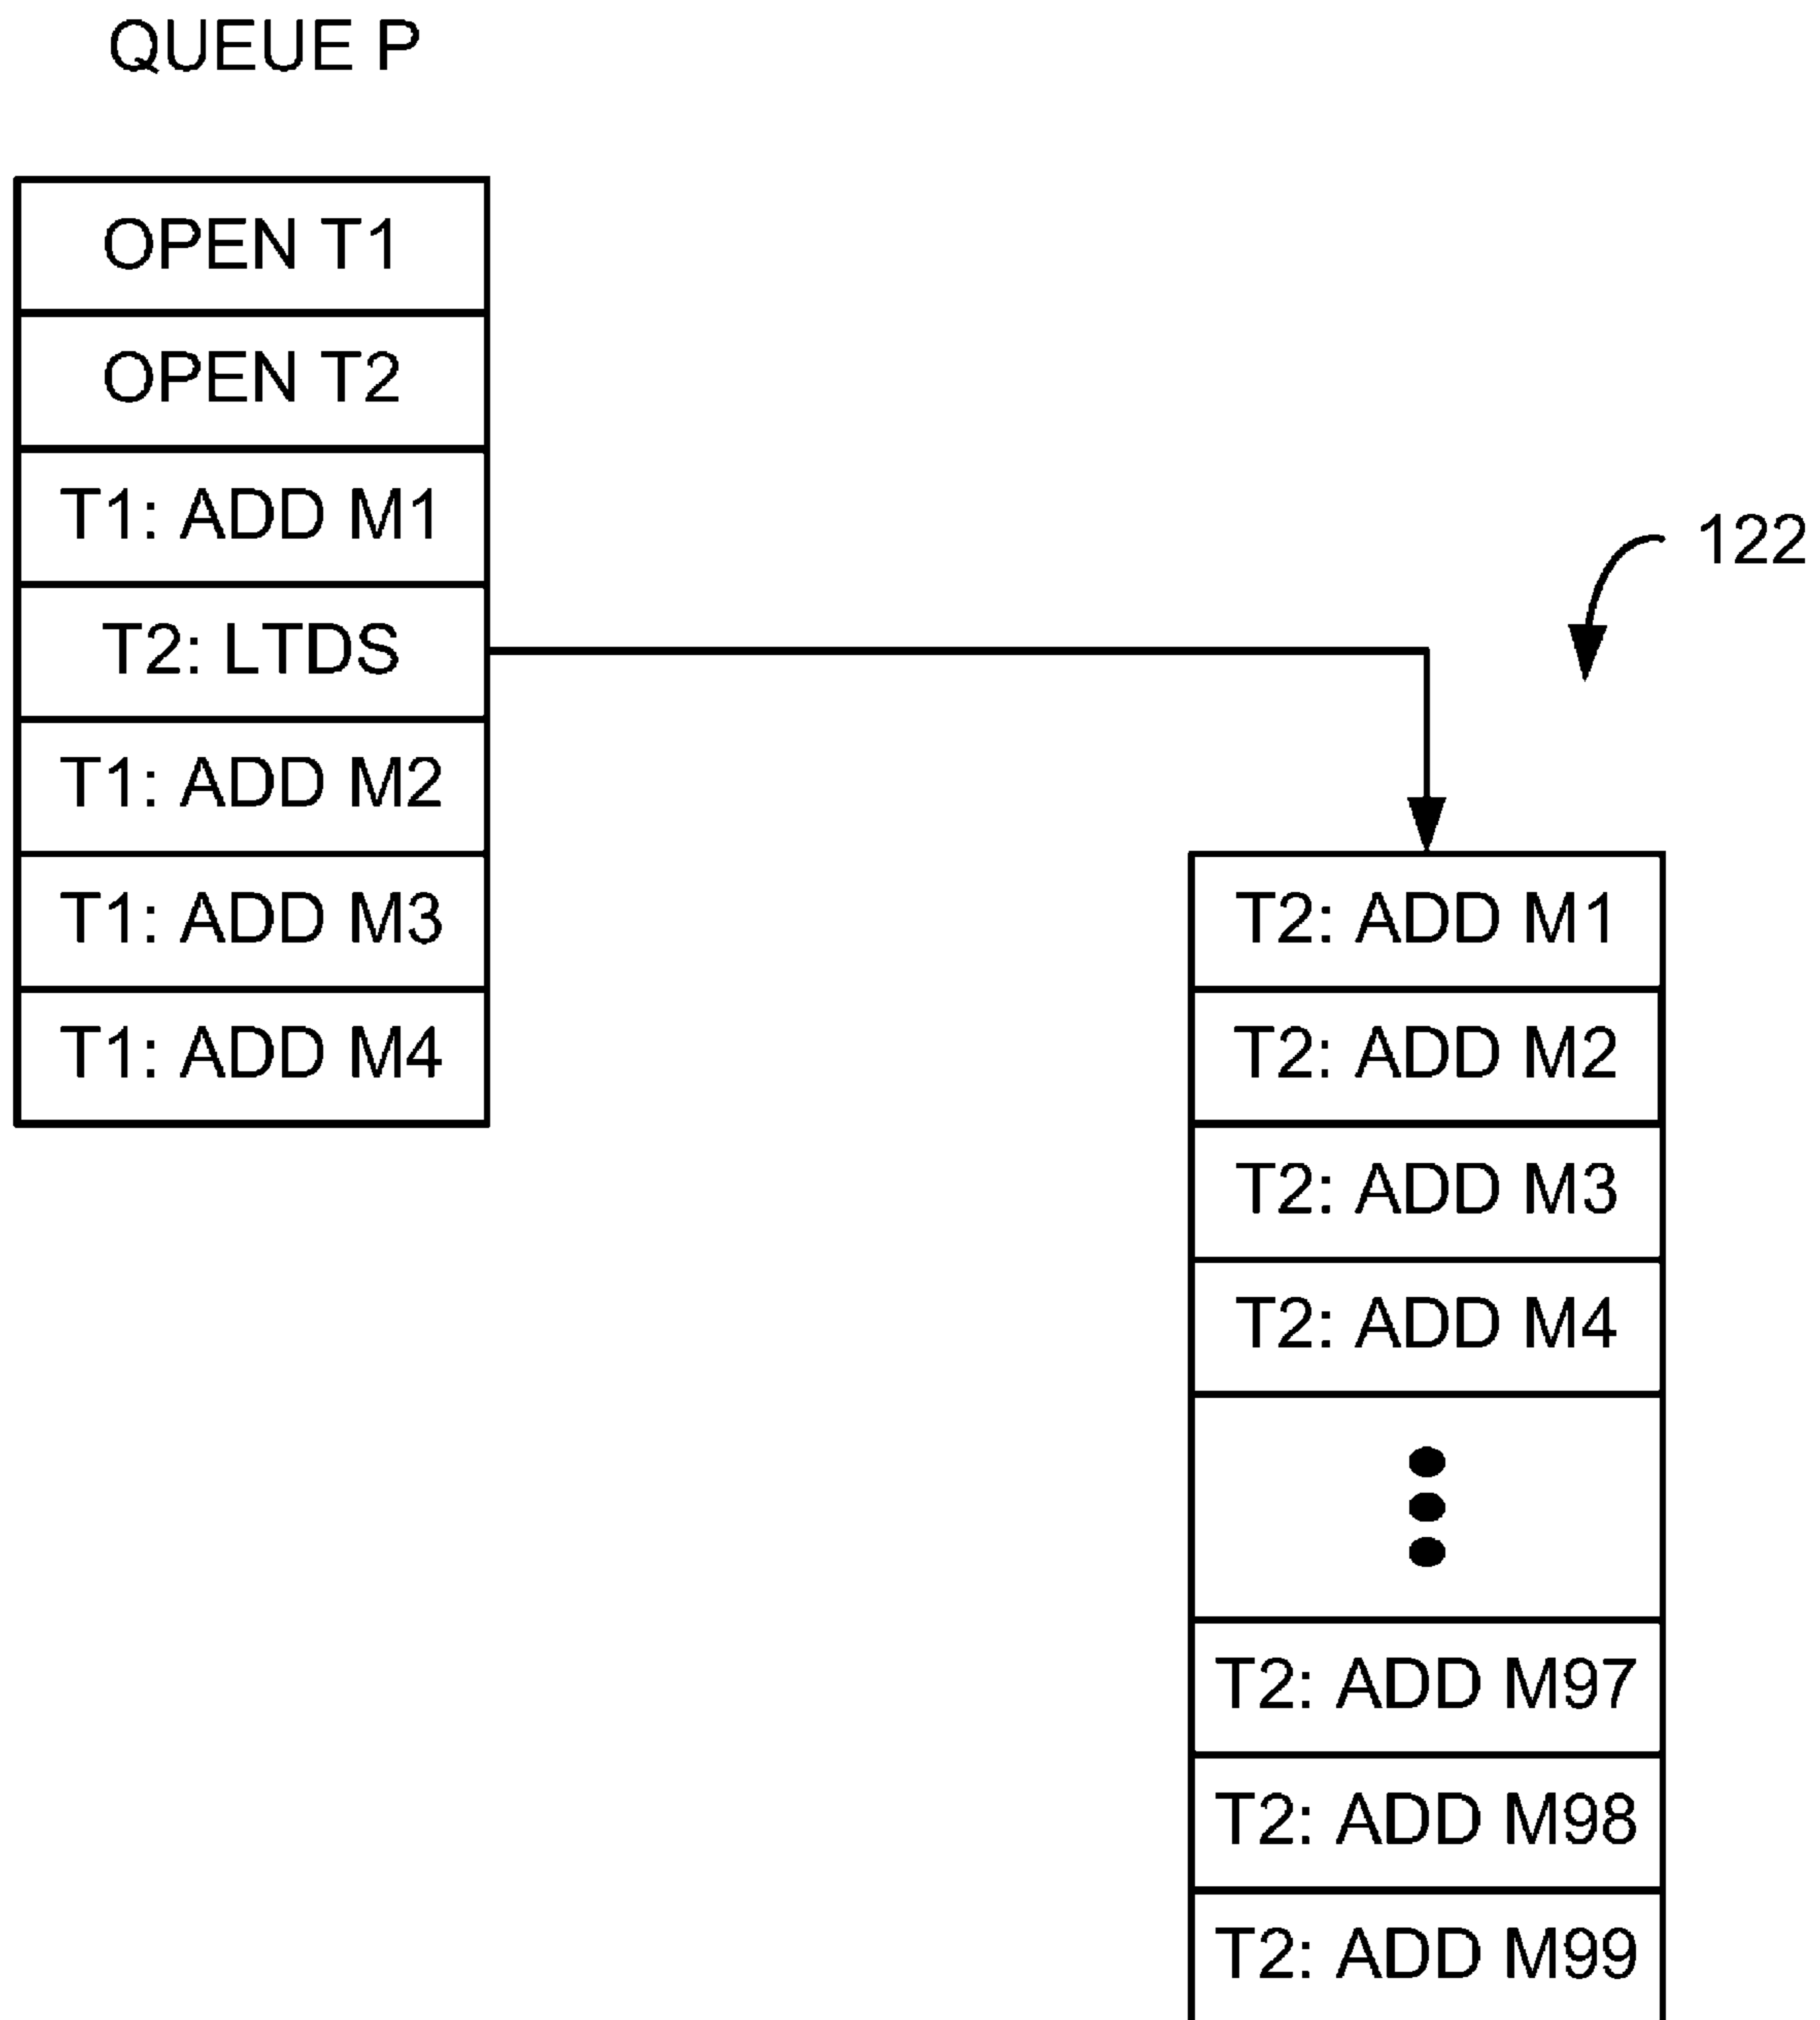 QUEUE P
OPEN T1
OPEN T2
T1: ADD M1
T2: LTDS
T1: ADD M2
T1: ADD M3
T1: ADD M4
122
T2: ADD M1
T2: ADD M2
T2: ADD M3
T2: ADD M4
T2: ADD M97
T2: ADD M98
T2: ADD M99